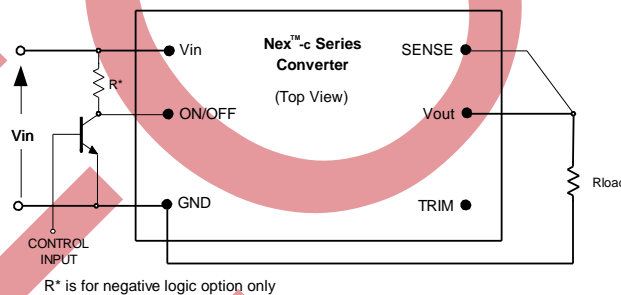 Nex™-c Series
Converter
(Top View)
Vin
SENSE
R*
ON/OFF
Vout
Vin
GND
TRIM
Rload
CONTROL
INPUT
R* is for negative logic option only